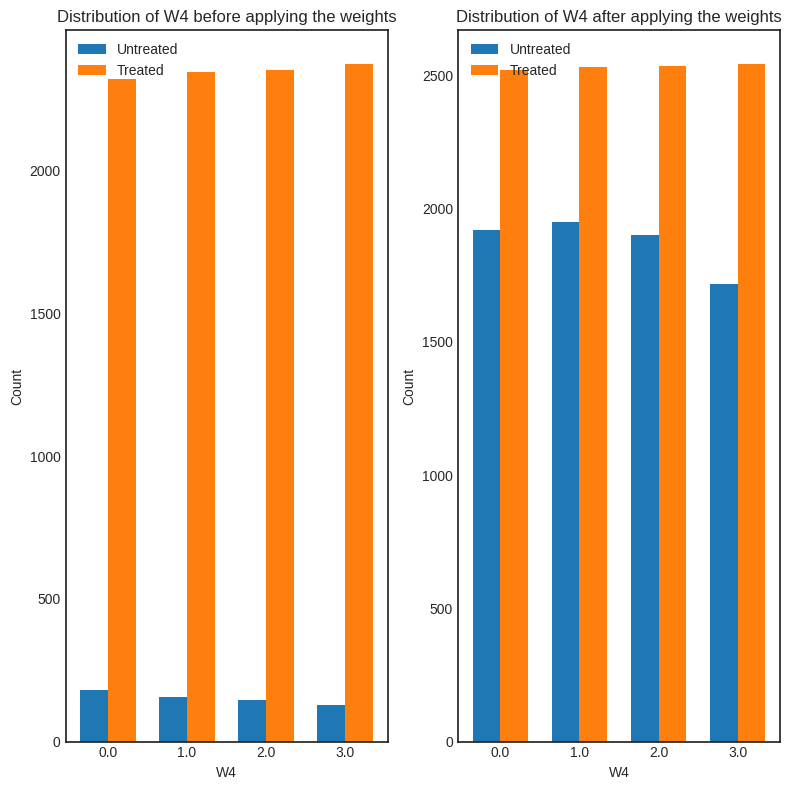 Distribution of W4 before applying the weights
Untreated
Treated
2000
1500
1000
500
0
Count
0.0 1.0 2.0 3.0
W4
Distribution of W4 after applying the weights
Untreated
Treated
2500
2000
1500
1000
500
0
Count
0.0 1.0 2.0 3.0
W4